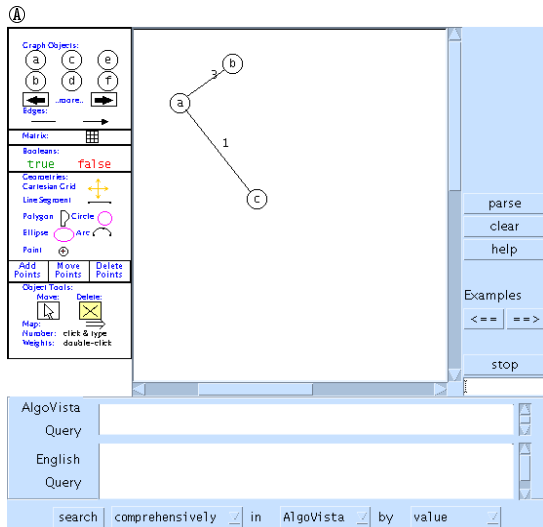 Ⓐ
Graph Objects:
a c e
b d f
..more...
Edges:
Matrix:
Booleans:
true false
Geometries:
Cartesian Grid
Line Segment
Polygon Circle
Ellipse Arc
Point
Add Points Move Points Delete Points
Object Tools:
Move: Delete:
Map:
Number: click & type
Weights: double-click
b
3
a
1
c
parse
clear
help
Examples
<== ==>
stop
AlgoVista Query
English Query
search comprehensively in AlgoVista by value